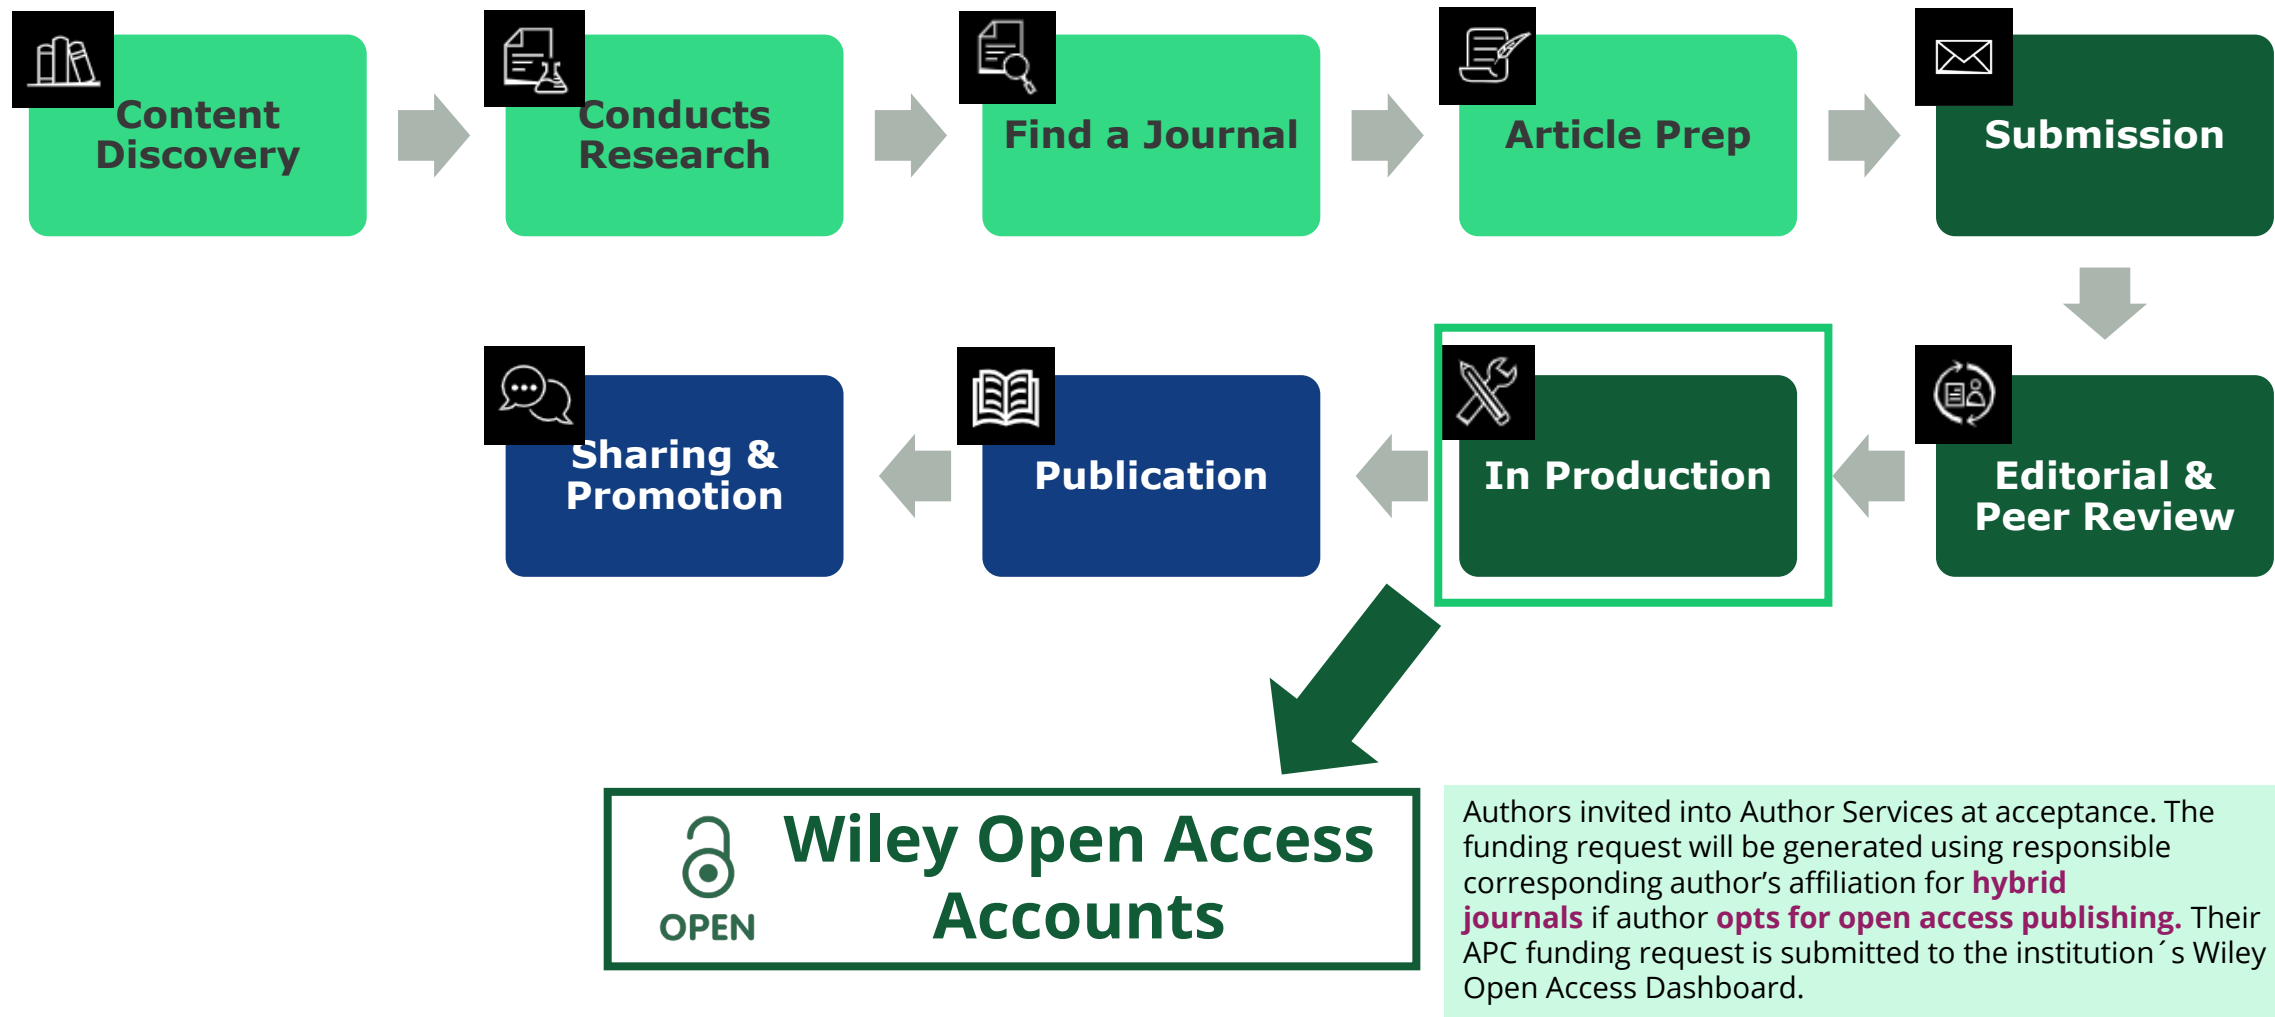 Content
Discovery
Conducts
Research
Find a Journal
Article Prep
Submission
Editorial &
Peer Review
In Production
Publication
Sharing &
Promotion
OPEN
Wiley Open Access
Accounts
Authors invited into Author Services at acceptance. The
funding request will be generated using responsible
corresponding author’s affiliation for hybrid
journals if author opts for open access publishing. Their
APC funding request is submitted to the institution´s Wiley
Open Access Dashboard.